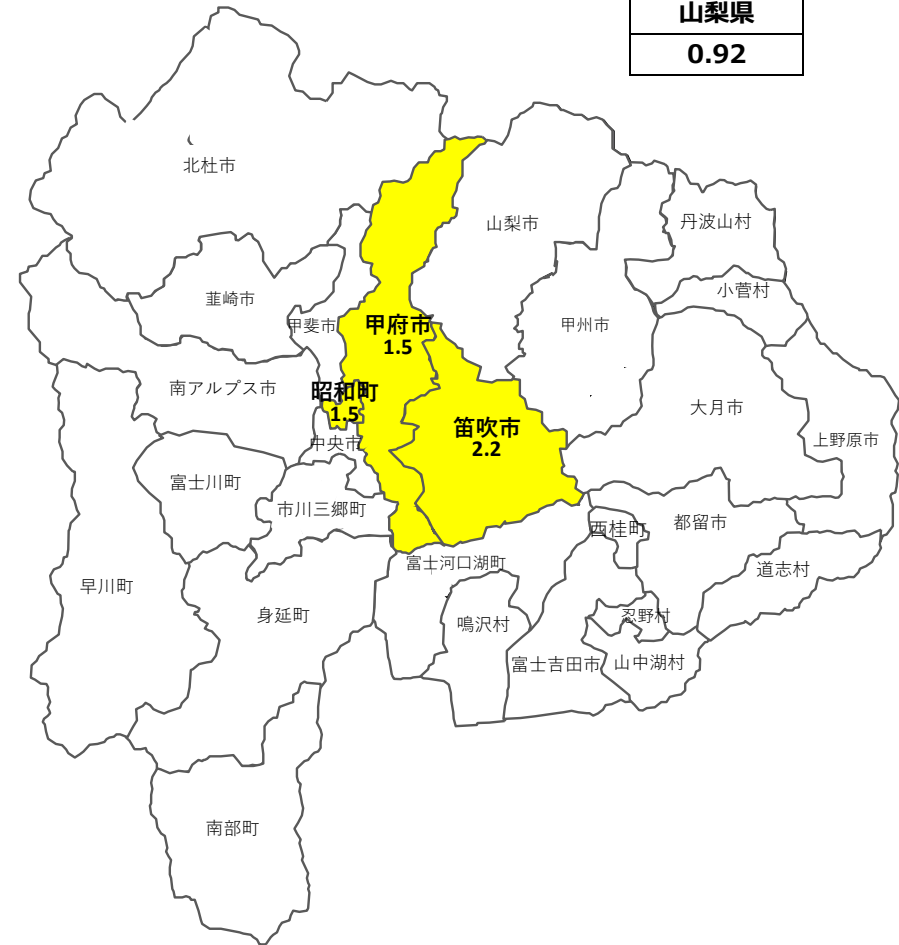 山梨県
0.92
北杜市
山梨市
丹波山村
小菅村
韮崎市
甲斐市
甲府市
1.5
甲州市
南アルプス市
昭和町
1.5
大月市
中央市
笛吹市
2.2
上野原市
富士川町
市川三郷町
西桂町
都留市
富士河口湖町
道志村
早川町
身延町
鳴沢村
忍野村
富士吉田市
山中湖村
南部町